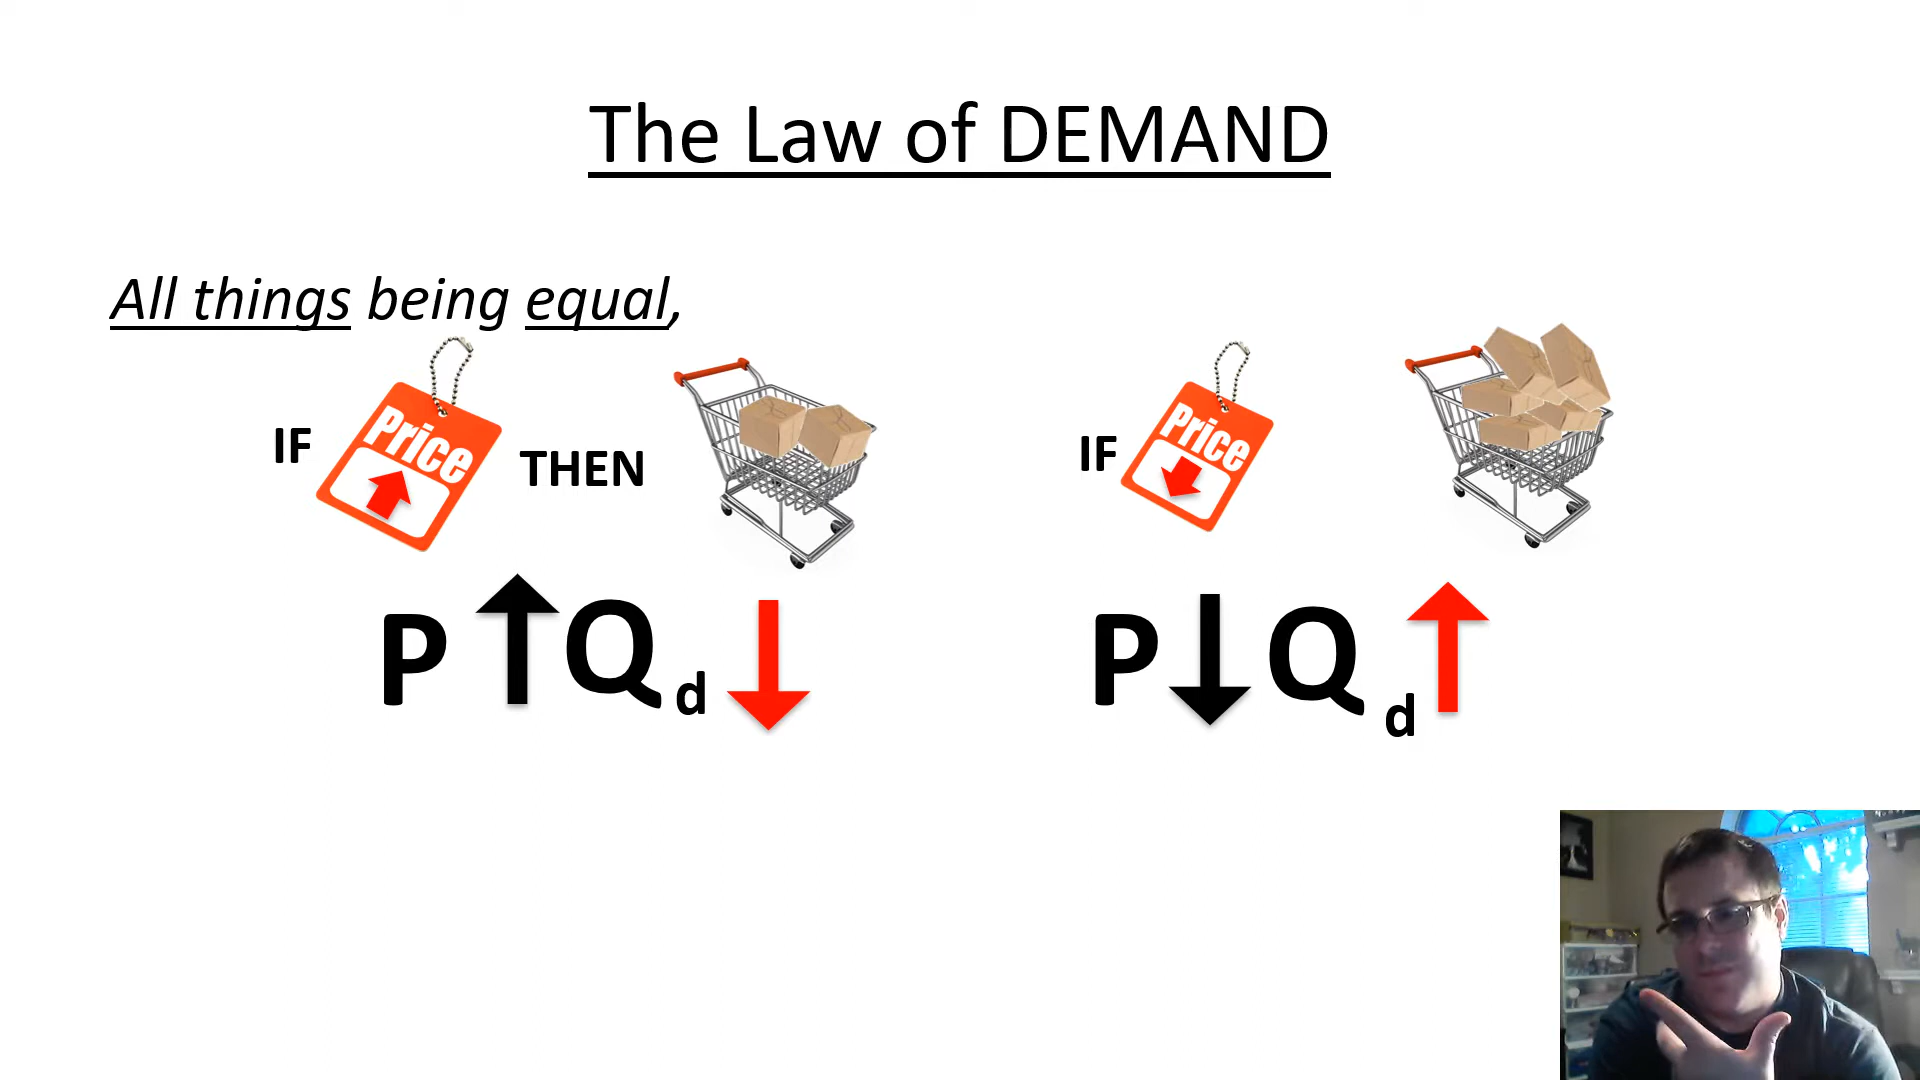 The Law of DEMAND
All things being equal,
IF Price THEN
P Q d
IF Price
P Q d